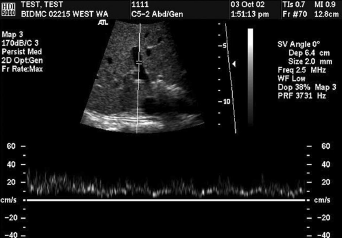 TEST, TEST 1111 03 Oct 02 TIs 0.7 MI 0.9
BIDMC 02215 WEST WA C5-2 Abd/Gen 1:51:13 pm Fr #70 12.8cm
ATL
Map 3
170dB/C 3
Persist Med
2D Opt:Gen
Fr Rate:Max
SV Angle 0°
Dep 6.4 cm
Size 2.0 mm
Freq 2.5 MHz
WF Low
Dop 38% Map 3
PRF 3731 Hz
5
10
60 60
40 40
20 20
cm/s cm/s
-20 -20
-40 -40